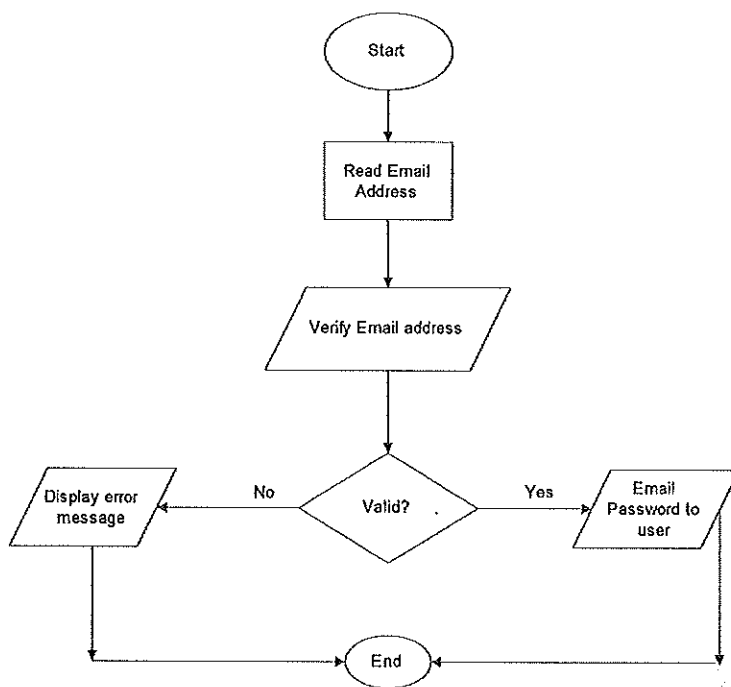 Start
Read Email
Address
Verify Email address
Display error
message
No
Valid?
Yes
Email
Password to
user
End